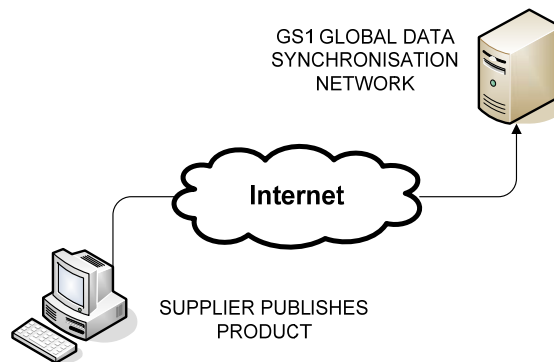 GS1 GLOBAL DATA
SYNCHRONISATION
NETWORK
Internet
SUPPLIER PUBLISHES
PRODUCT